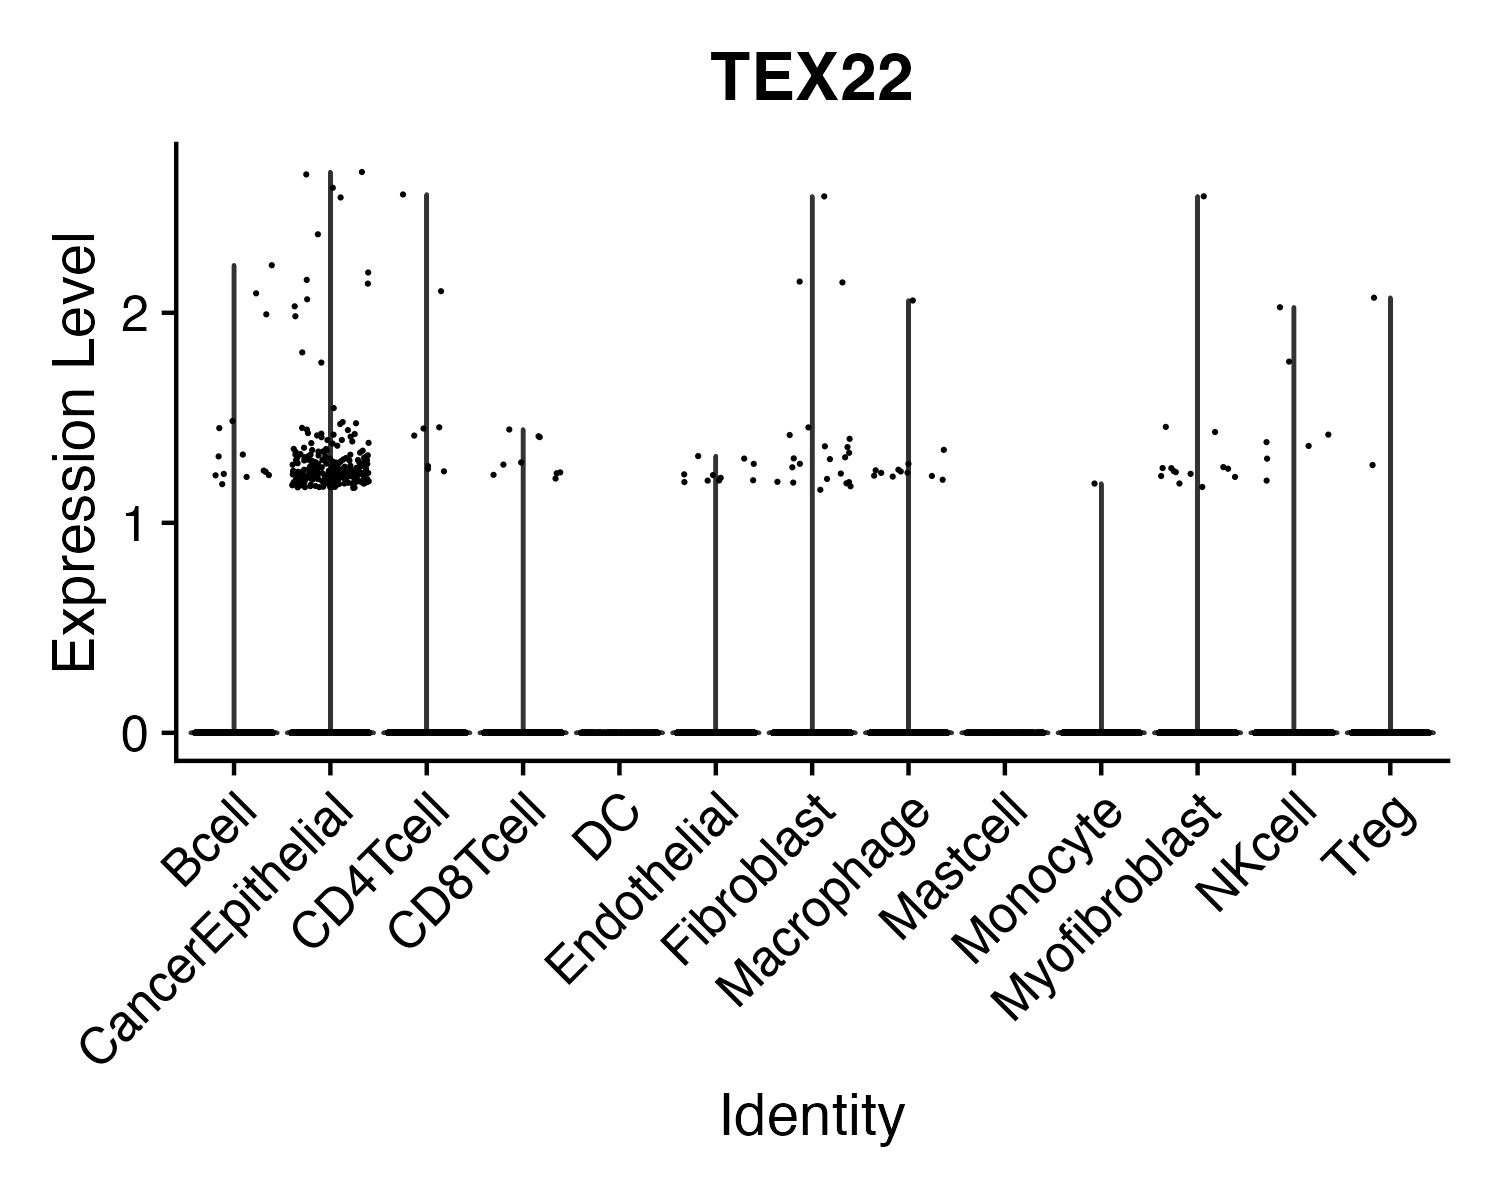 TEX22
Expression Level
2
1
0
Bcell
CancerEpithelial
CD4Tcell
CD8Tcell
DC
Endothelial
Fibroblast
Macrophage
Mastcell
Monocyte
Myofibroblast
NKcell
Treg
Identity